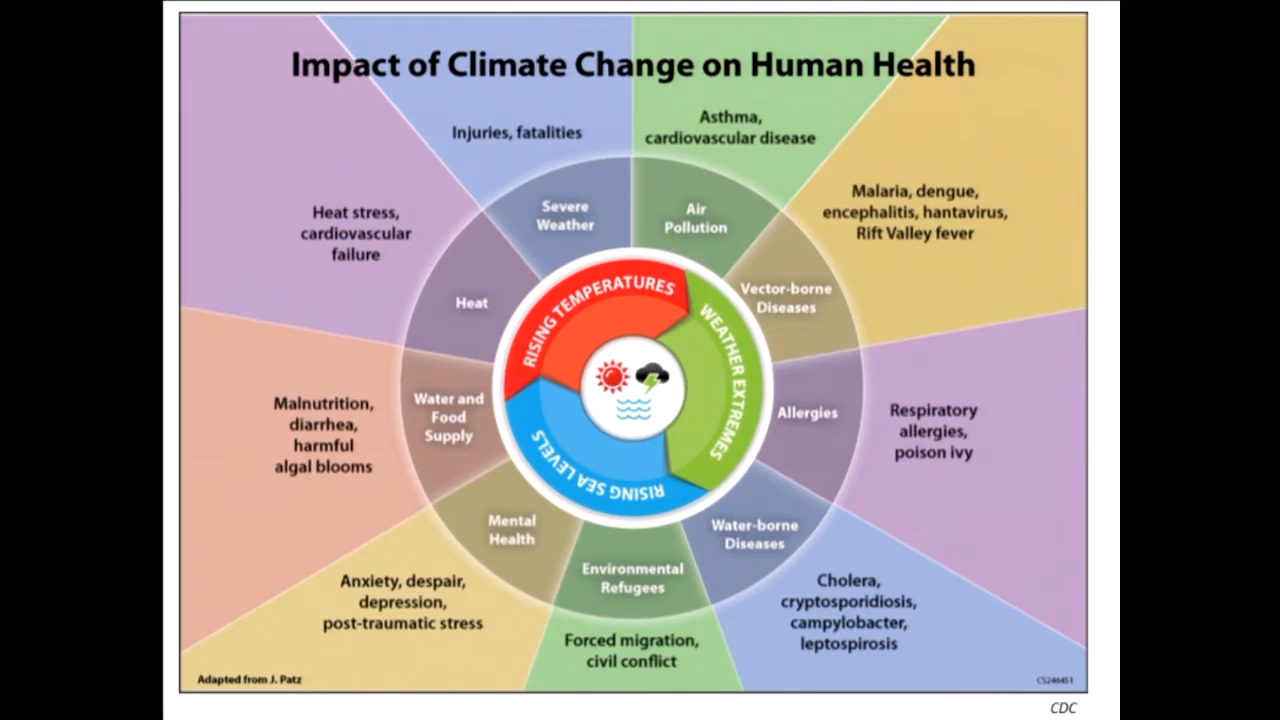 Impact of Climate Change on Human Health
Injuries, fatalities
Asthma,
cardiovascular disease
Malaria, dengue,
encephalitis, hantavirus,
Rift Valley fever
Respiratory
allergies,
poison ivy
Cholera,
cryptosporidiosis,
campylobacter,
leptospirosis
Forced migration,
civil conflict
Anxiety, despair,
depression,
post-traumatic stress
Malnutrition,
diarrhea,
harmful
algal blooms
Heat stress,
cardiovascular
failure
Severe
Weather
Air
Pollution
Vector-borne
Diseases
Allergies
Water-borne
Diseases
Environmental
Refugees
Mental
Health
Water and
Food
Supply
Heat
RISING TEMPERATURES
WEATHER EXTREMES
RISING SEA LEVELS
Adapted from J. Patz
CS246451
CDC